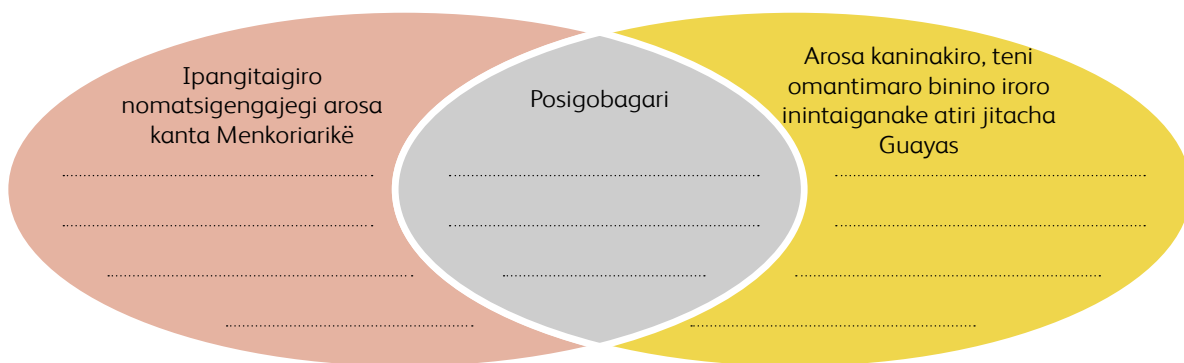 Ipangitaigiro
nomatsigengajegi arosa
kanta Menkoriarikë
Posigobagari
Arosa kaninakiro, teni
omantimaro binino iroro
inintaiganake atiri jitacha
Guayas